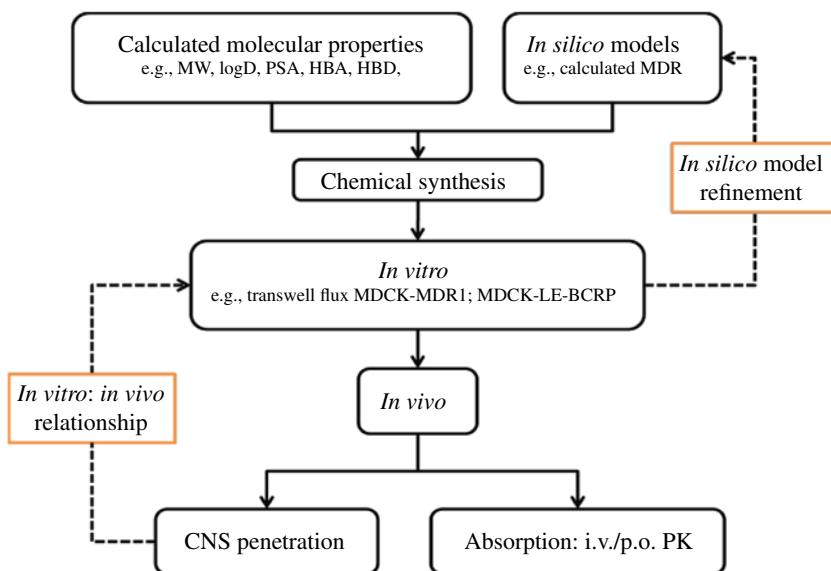 Calculated molecular properties
e.g., MW, logD, PSA, HBA, HBD,
In silico models
e.g., calculated MDR
In silico model
refinement
Chemical synthesis
In vitro
e.g., transwell flux MDCK-MDR1; MDCK-LE-BCRP
In vitro: in vivo
relationship
In vivo
CNS penetration
Absorption: i.v./p.o. PK